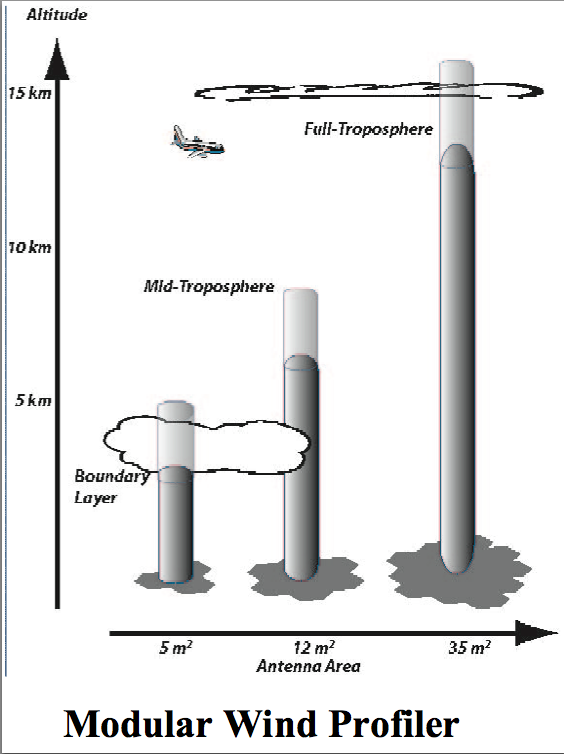 Altitude
15 km
Full-Troposphere
10 km
Mid-Troposphere
5 km
Boundary
Layer
5 m² 12 m² 35 m²
Antenna Area
Modular Wind Profiler